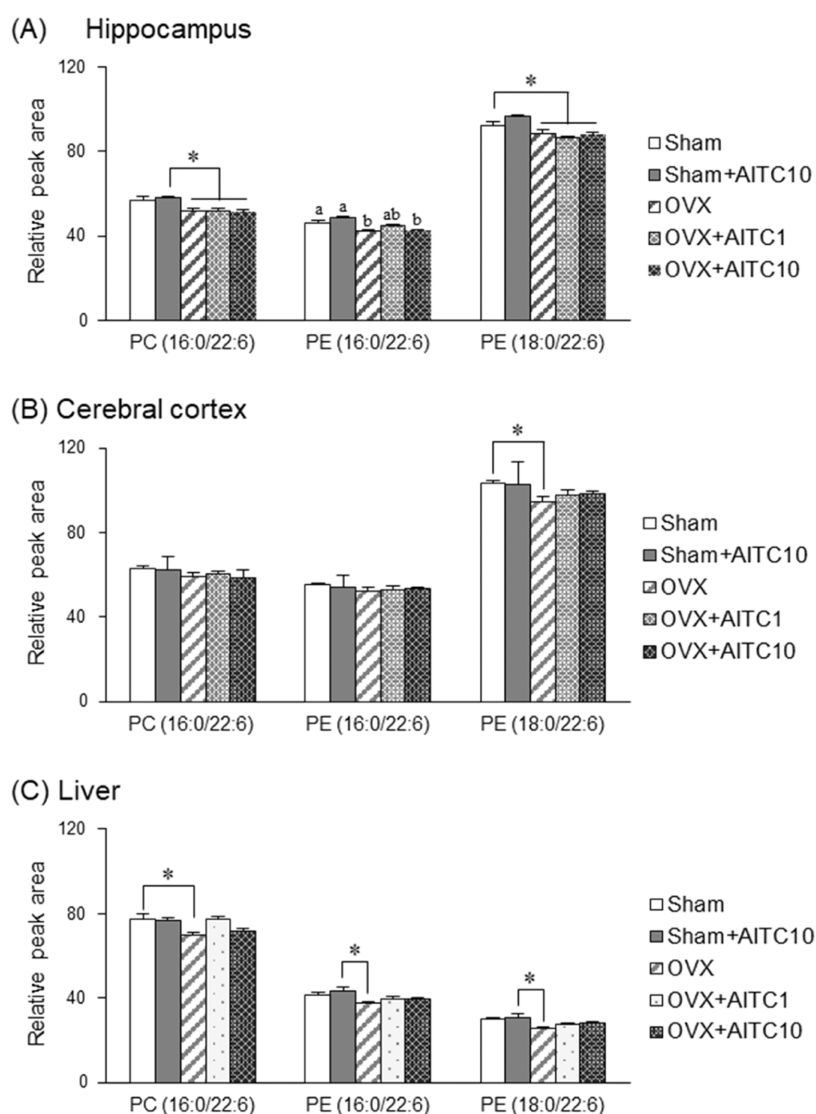 (A) Hippocampus
120
80
40
0
Relative peak area
*
*
a a b ab b
PC (16:0/22:6) PE (16:0/22:6) PE (18:0/22:6)
Sham
Sham+AITC10
OVX
OVX+AITC1
OVX+AITC10
(B) Cerebral cortex
120
80
40
0
Relative peak area
*
PC (16:0/22:6) PE (16:0/22:6) PE (18:0/22:6)
Sham
Sham+AITC10
OVX
OVX+AITC1
OVX+AITC10
(C) Liver
120
80
40
0
Relative peak area
*
*
*
PC (16:0/22:6) PE (16:0/22:6) PE (18:0/22:6)
Sham
Sham+AITC10
OVX
OVX+AITC1
OVX+AITC10